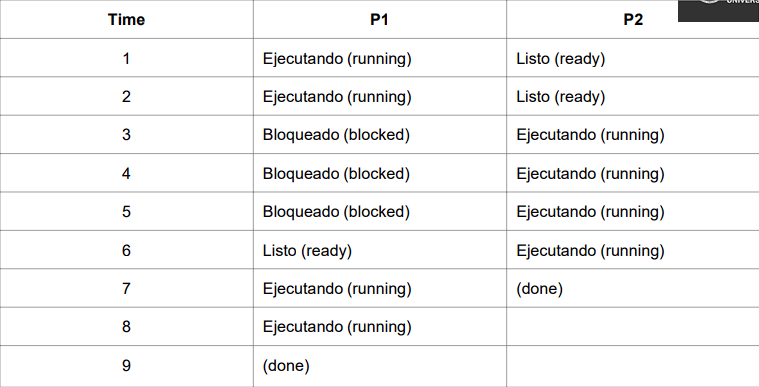 UNIVERS
Time P1 P2
1 Ejecutando (running) Listo (ready)
2 Ejecutando (running) Listo (ready)
3 Bloqueado (blocked) Ejecutando (running)
4 Bloqueado (blocked) Ejecutando (running)
5 Bloqueado (blocked) Ejecutando (running)
6 Listo (ready) Ejecutando (running)
7 Ejecutando (running) (done)
8 Ejecutando (running)
9 (done)